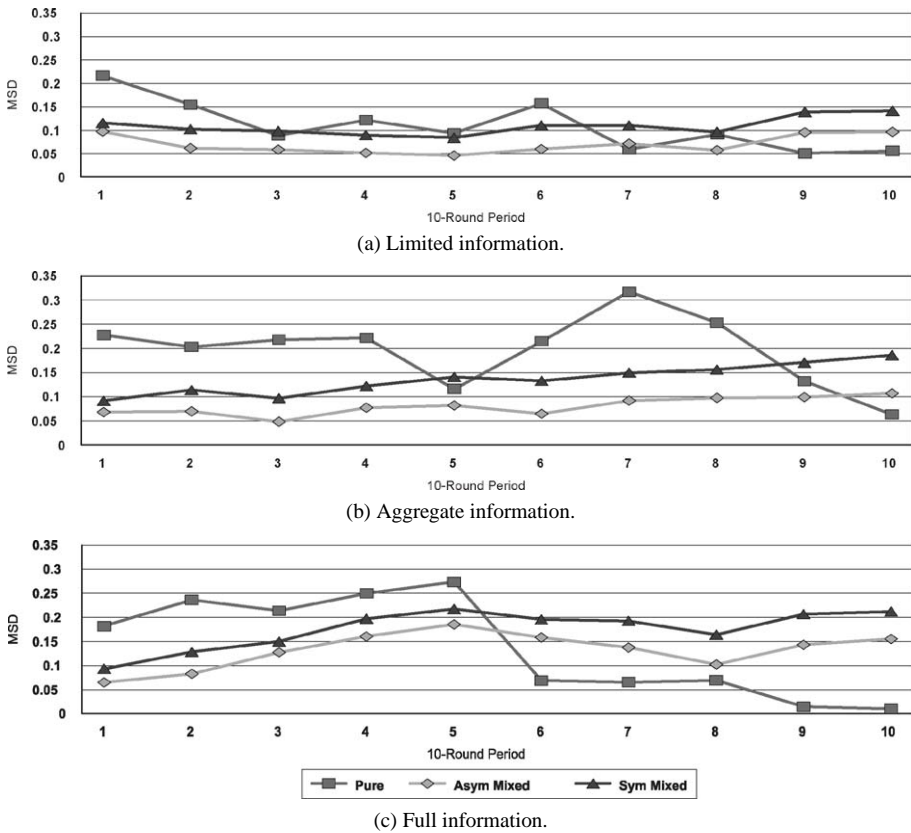 0.35
0.3
0.25
0.2
0.15
0.1
0.05
0
MSD
1 2 3 4 5 6 7 8 9 10
10-Round Period
(a) Limited information.
0.35
0.3
0.25
0.2
0.15
0.1
0.05
0
MSD
1 2 3 4 5 6 7 8 9 10
10-Round Period
(b) Aggregate information.
0.35
0.3
0.25
0.2
0.15
0.1
0.05
0
MSD
1 2 3 4 5 6 7 8 9 10
10-Round Period
Pure Asym Mixed Sym Mixed
(c) Full information.